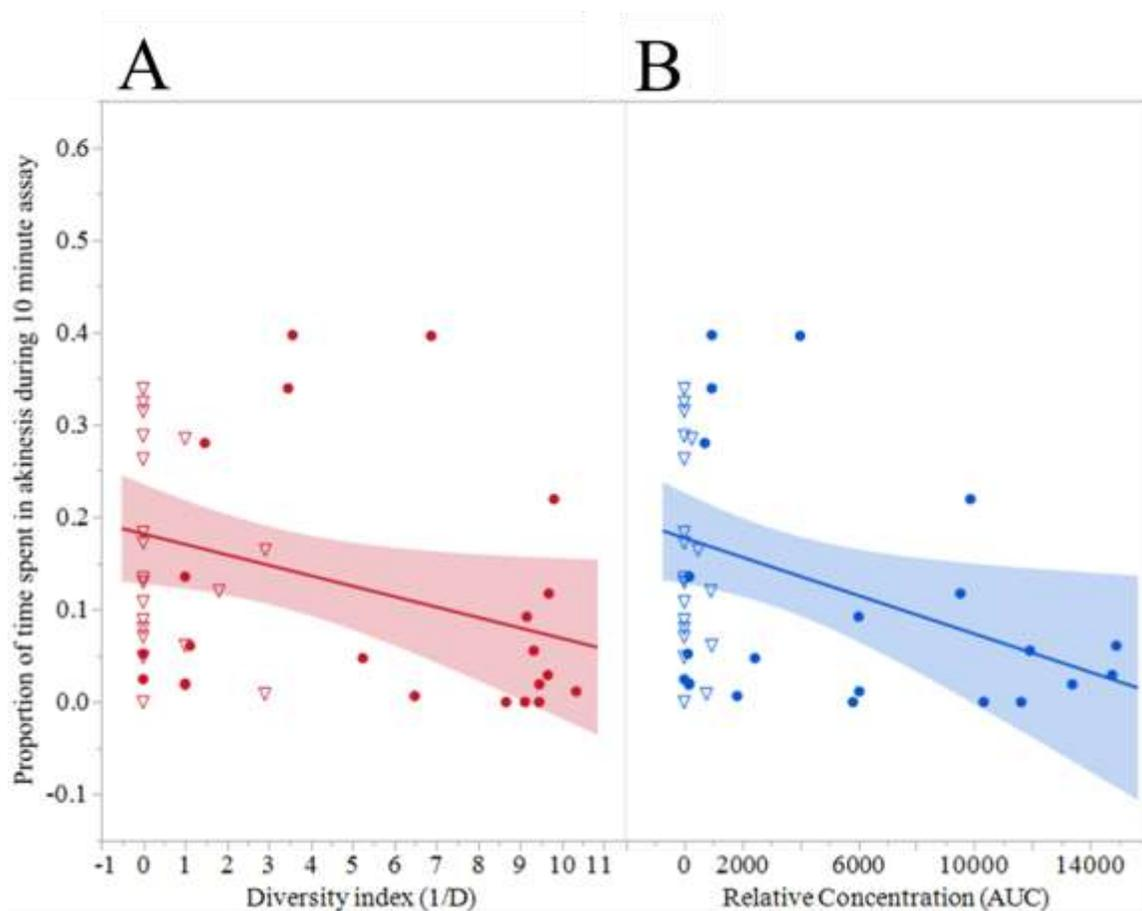 A
B
Proportion of time spent in akinesis during 10 minute assay
0.6
0.5
0.4
0.3
0.2
0.1
0.0
-0.1
-1 0 1 2 3 4 5 6 7 8 9 10 11
0 2000 6000 10000 14000
Diversity index (1/D)
Relative Concentration (AUC)